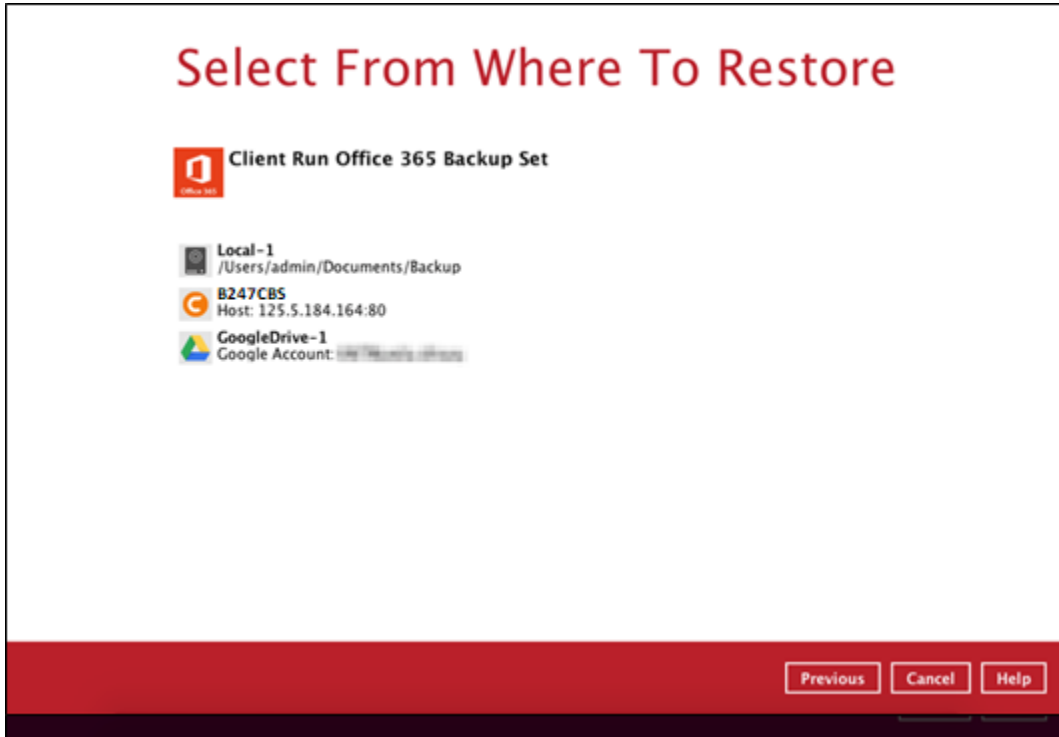 Select From Where To Restore
Client Run Office 365 Backup Set
Office 365
Local-1
/Users/admin/Documents/Backup
B247CBS
Host: 125.5.184.164:80
GoogleDrive-1
Google Account:
Previous Cancel Help